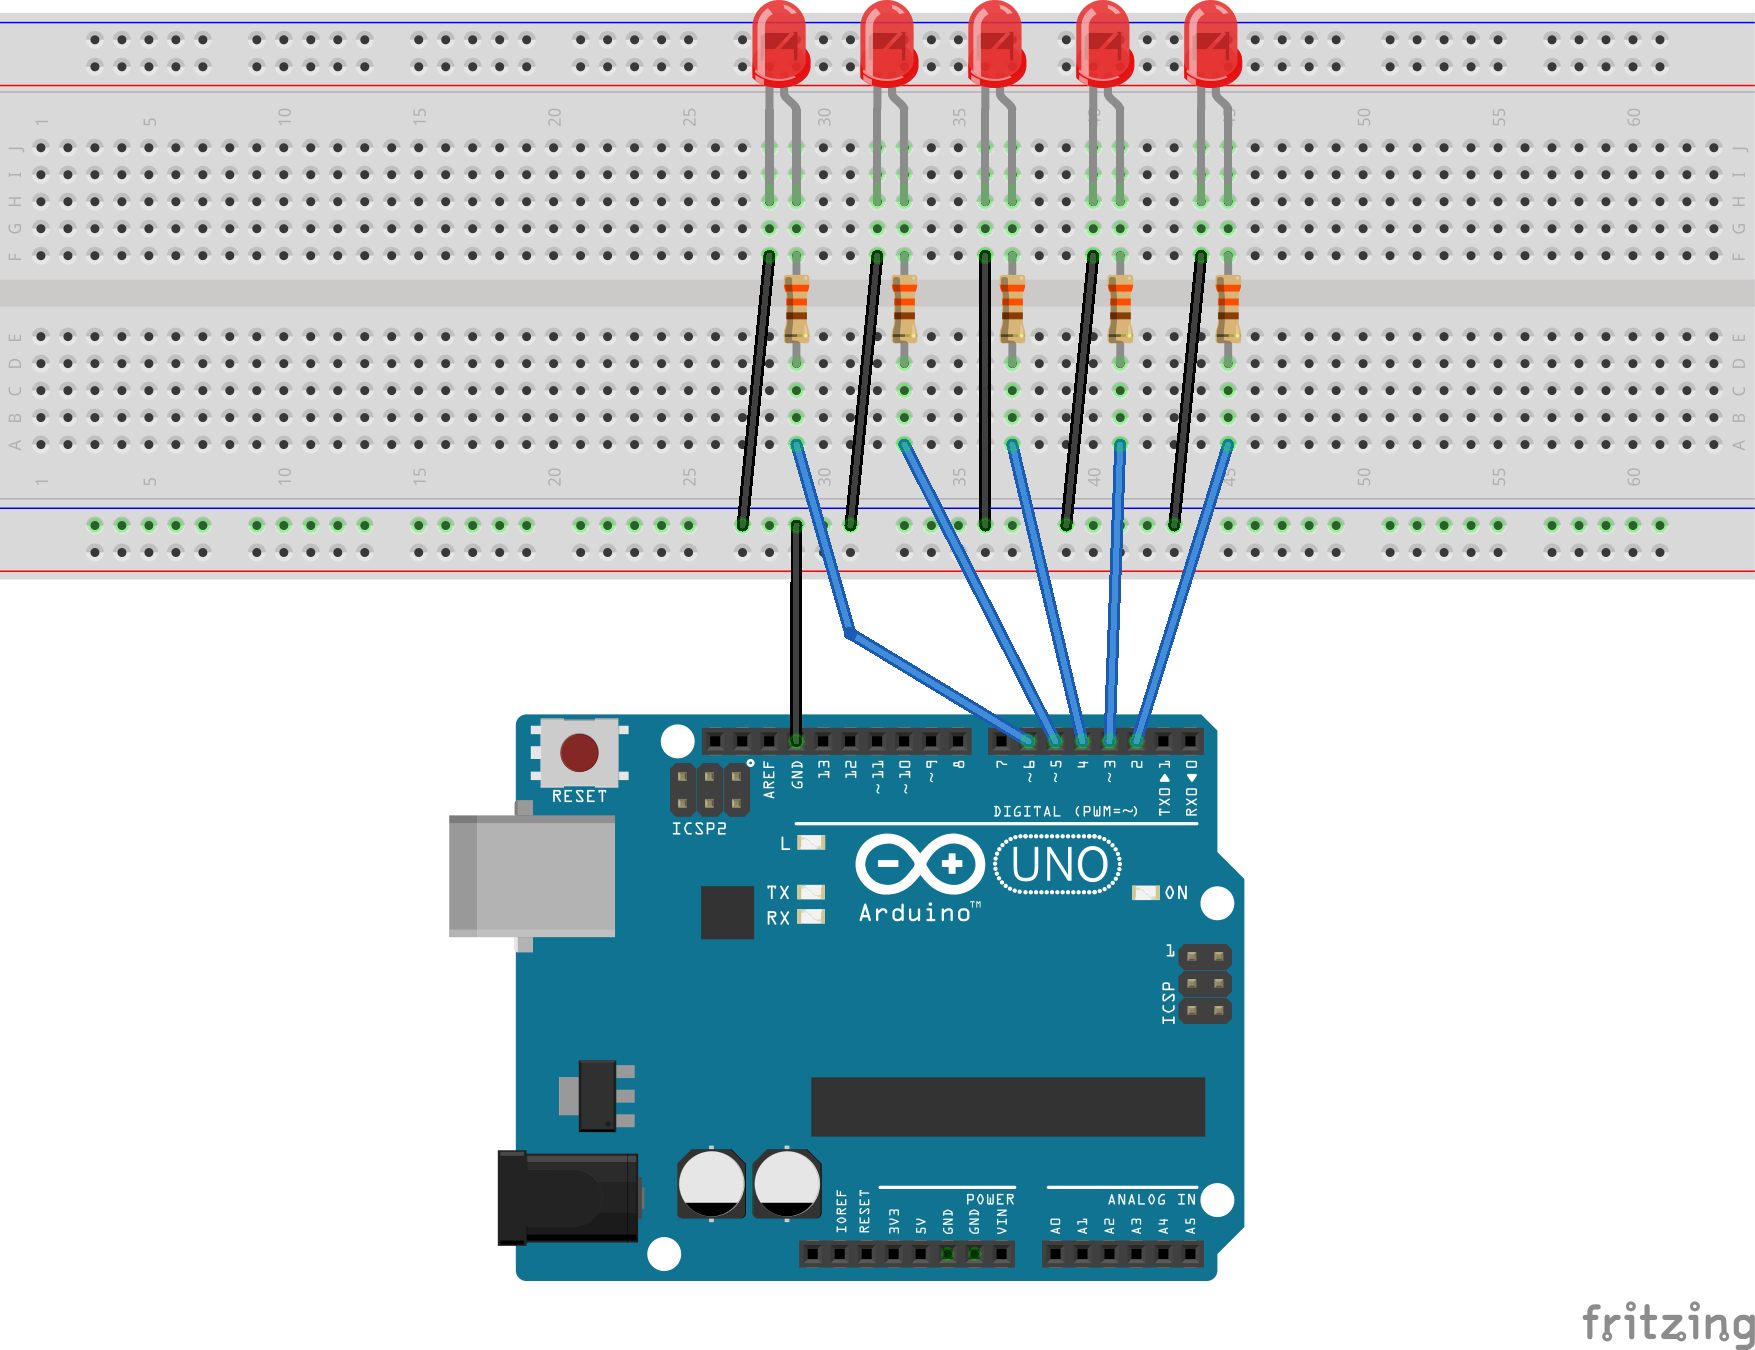 1 5 10 15 20 25 30 35 40 45 50 55 60
J J
I I
H H
G G
F F
E E
D D
C C
B B
A A
1 5 10 15 20 25 30 35 40 45 50 55 60
RESET
AREF GND 13 12 ~11 ~10 ~9 8 7 ~6 ~5 4 ~3 2 TX0▶1 RX0◀0
ICSP2
DIGITAL (PWM=~)
L
TX
RX
UNO
Arduino™
ON
1
ICSP
POWER
ANALOG IN
IOREF RESET 3V3 5V GND GND VIN A0 A1 A2 A3 A4 A5
fritzing